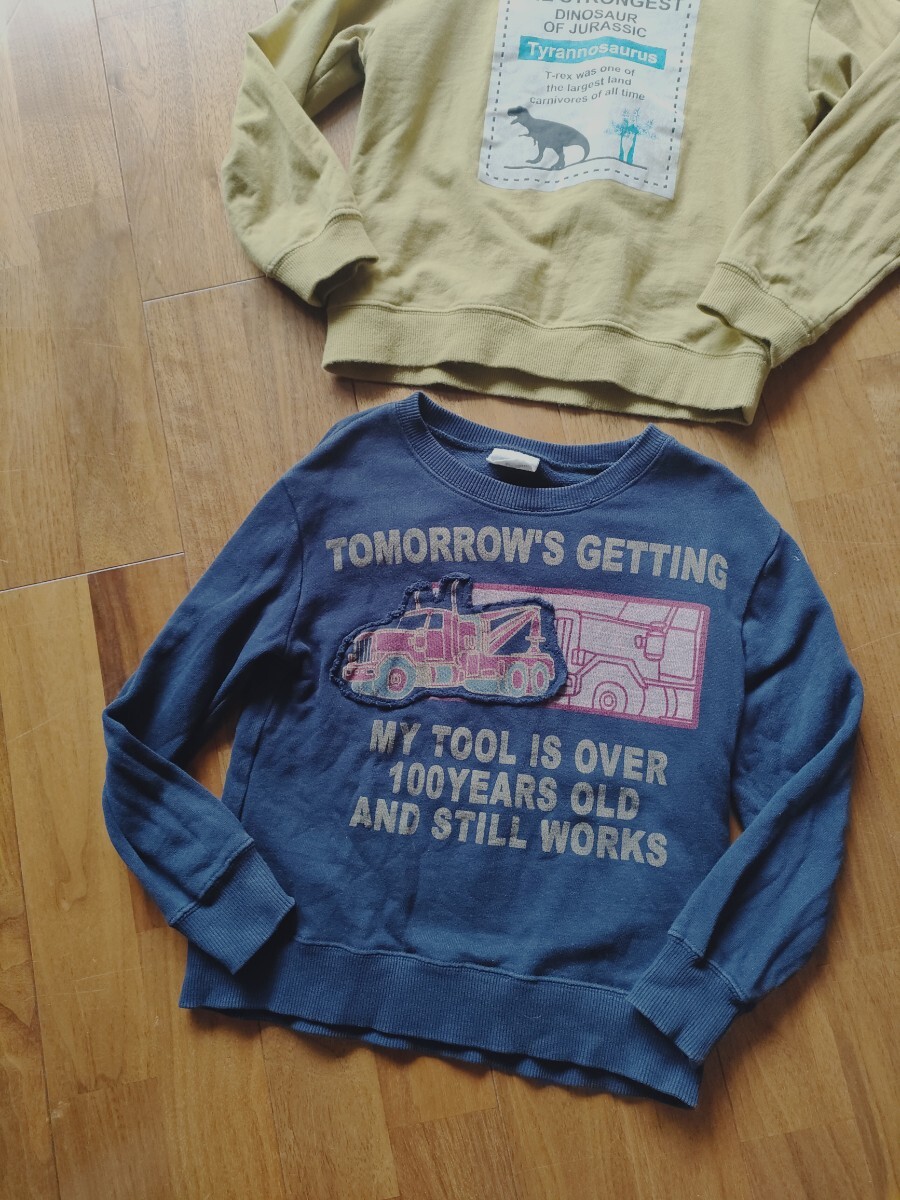 STRONGEST
DINOSAUR
OF JURASSIC
Tyrannosaurus
T-rex was one of
the largest land
carnivores of all time
TOMORROW'S GETTING
MY TOOL IS OVER
100YEARS OLD
AND STILL WORKS